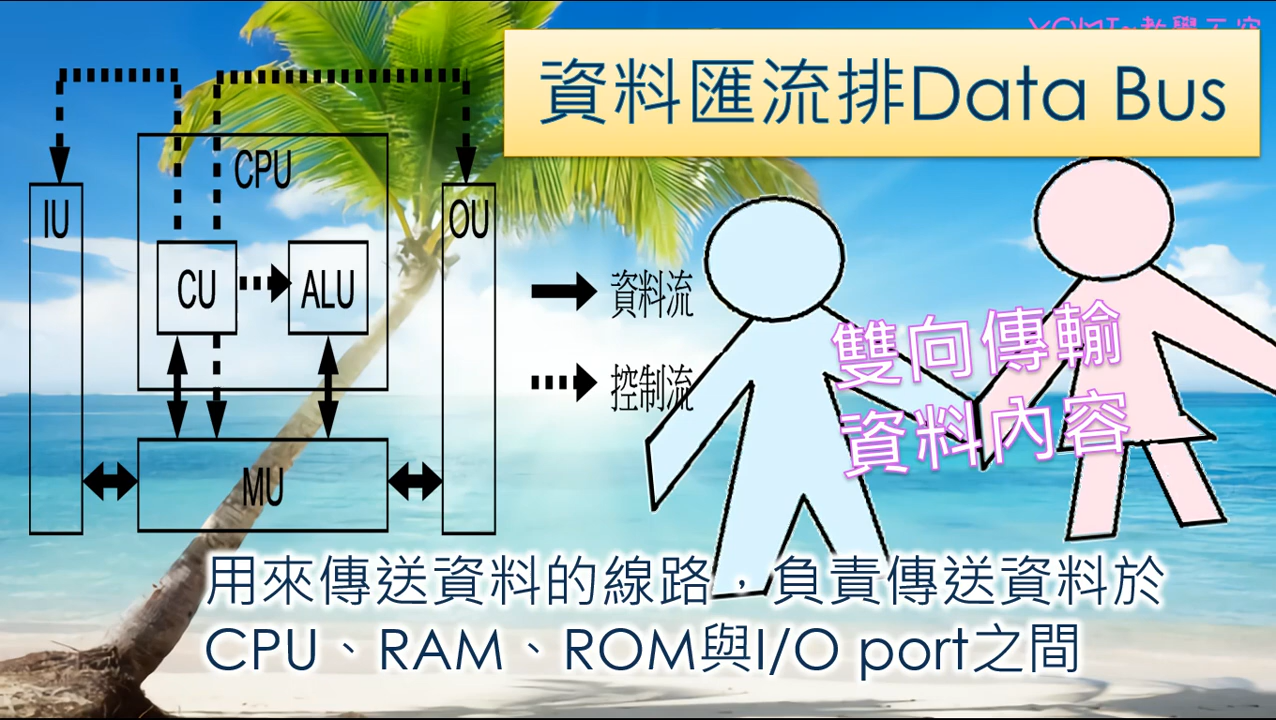 資料匯流排Data Bus
CPU
IU
OU
CU
ALU
MU
資料流
控制流
雙向傳輸
資料內容
用來傳送資料的線路，負責傳送資料於
CPU、RAM、ROM與I/O port之間